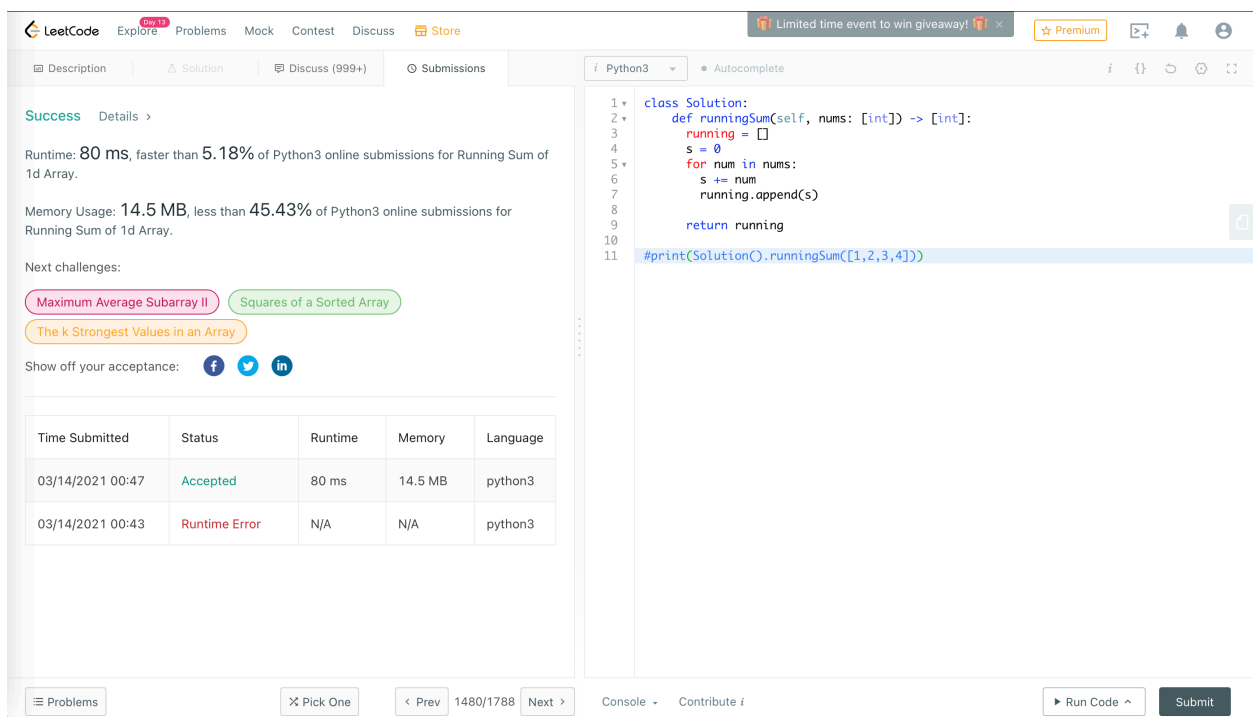 LeetCode Explore Day 13 Problems Mock Contest Discuss Store Limited time event to win giveaway! × Premium
Description Solution Discuss (999+) Submissions i Python3 Autocomplete i {}
Success Details >
Runtime: 80 ms, faster than 5.18% of Python3 online submissions for Running Sum of
1d Array.
Memory Usage: 14.5 MB, less than 45.43% of Python3 online submissions for
Running Sum of 1d Array.
Next challenges:
Maximum Average Subarray II Squares of a Sorted Array
The k Strongest Values in an Array
Show off your acceptance: f in
Time Submitted Status Runtime Memory Language
03/14/2021 00:47 Accepted 80 ms 14.5 MB python3
03/14/2021 00:43 Runtime Error N/A N/A python3
1 class Solution:
2     def runningSum(self, nums: [int]) -> [int]:
3       running = []
4       s = 0
5       for num in nums:
6         s += num
7         running.append(s)
8
9       return running
10
11 #print(Solution().runningSum([1,2,3,4]))
Problems Pick One < Prev 1480/1788 Next > Console Contribute i Run Code Submit